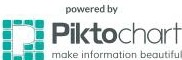 powered by
Piktochart
make information beautiful